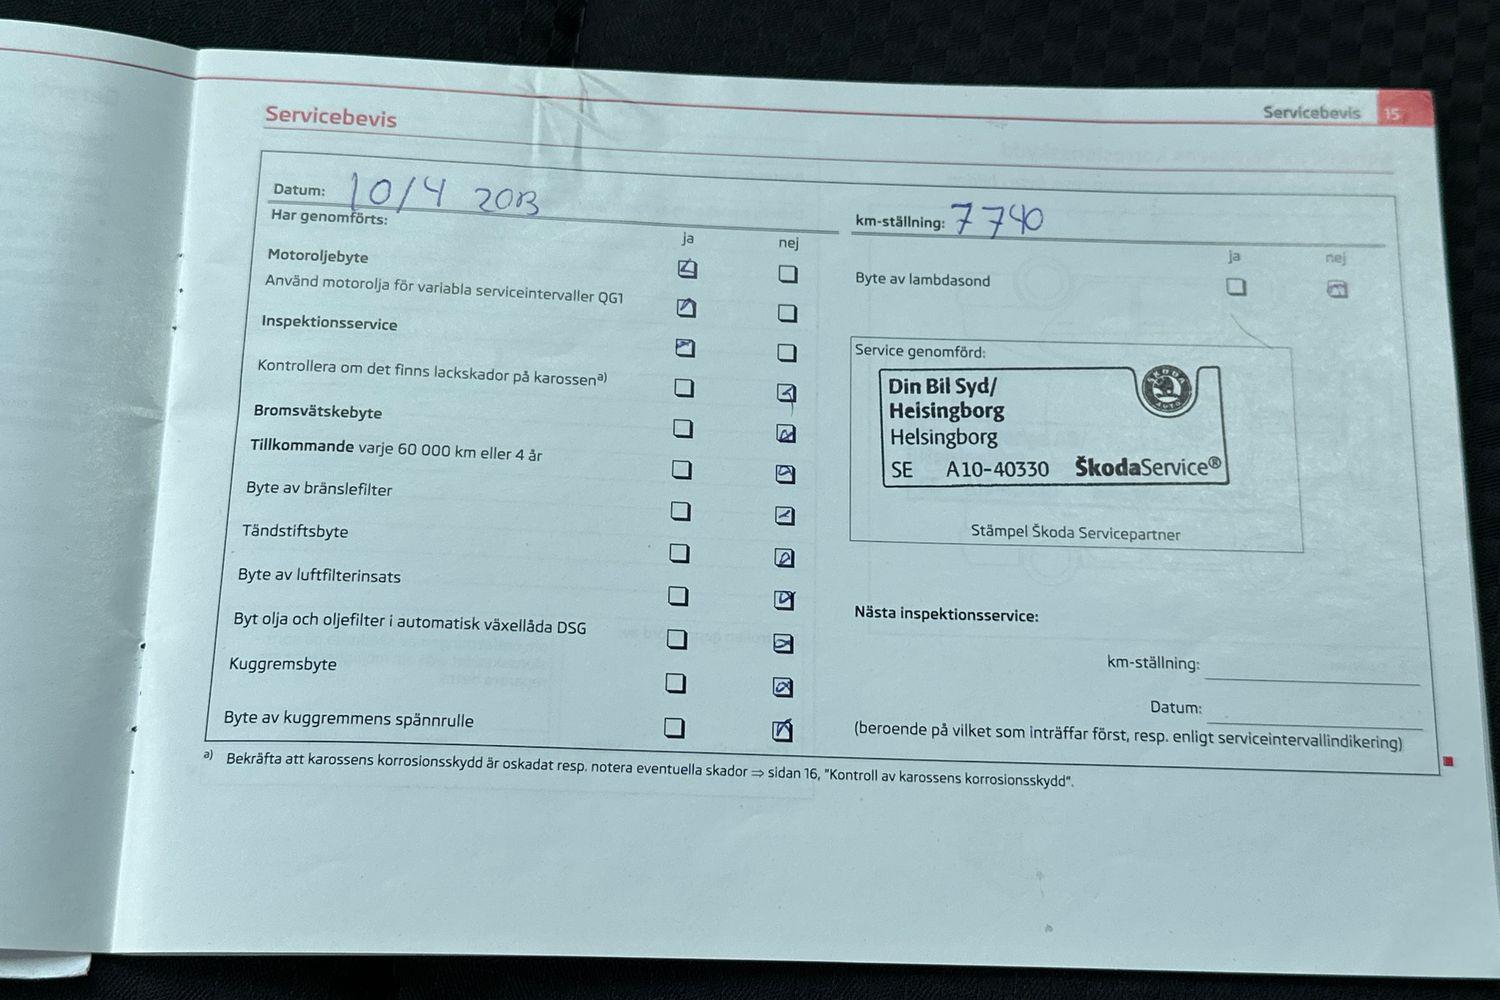 Servicebevis 15
Servicebevis
Datum: 10/4 2013
km-ställning: 7740
Har genomförts:
ja nej
Motoroljebyte
Använd motorolja för variabla serviceintervaller QG1
Inspektionsservice
Kontrollera om det finns lackskador på karossen a)
Bromsvätskebyte
Tillkommande varje 60 000 km eller 4 år
Byte av bränslefilter
Tändstiftsbyte
Byte av luftfilterinsats
Byt olja och oljefilter i automatisk växellåda DSG
Kuggremsbyte
Byte av kuggremmens spännrulle
ja nej
Byte av lambdasond
Service genomförd:
Din Bil Syd/
Heisingborg
Helsingborg
SE A10-40330 ŠkodaService®
ŠKODA
AUTO
Stämpel Škoda Servicepartner
Nästa inspektionsservice:
km-ställning:
Datum:
(beroende på vilket som inträffar först, resp. enligt serviceintervallindikering)
a) Bekräfta att karossens korrosionsskydd är oskadat resp. notera eventuella skador ⇒ sidan 16, "Kontroll av karossens korrosionsskydd".